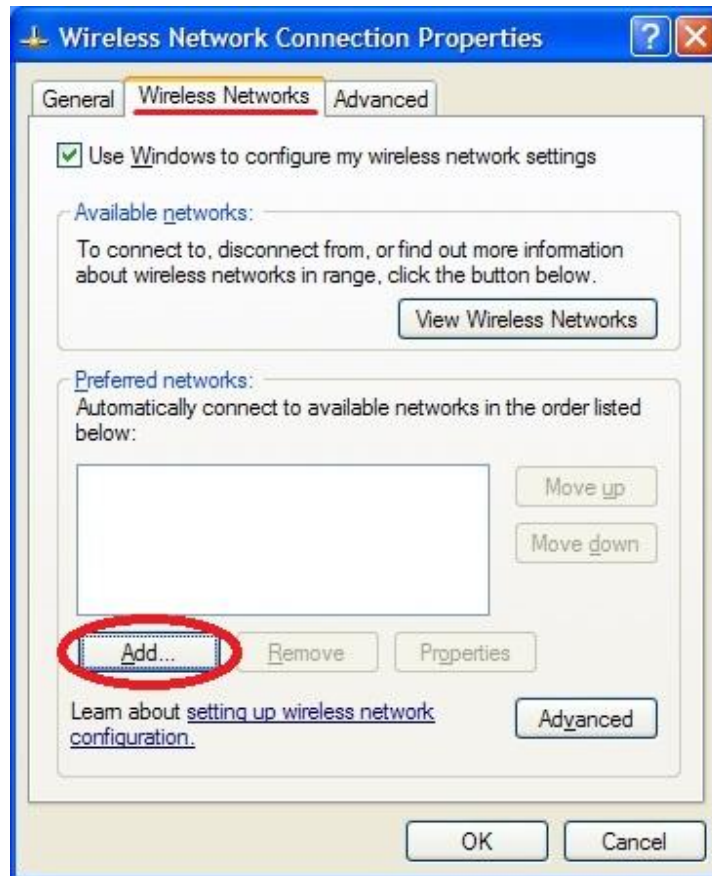 Wireless Network Connection Properties
General Wireless Networks Advanced
Use Windows to configure my wireless network settings
Available networks:
To connect to, disconnect from, or find out more information
about wireless networks in range, click the button below.
View Wireless Networks
Preferred networks:
Automatically connect to available networks in the order listed
below:
Move up
Move down
Add... Remove Properties
Learn about setting up wireless network
configuration.
Advanced
OK Cancel